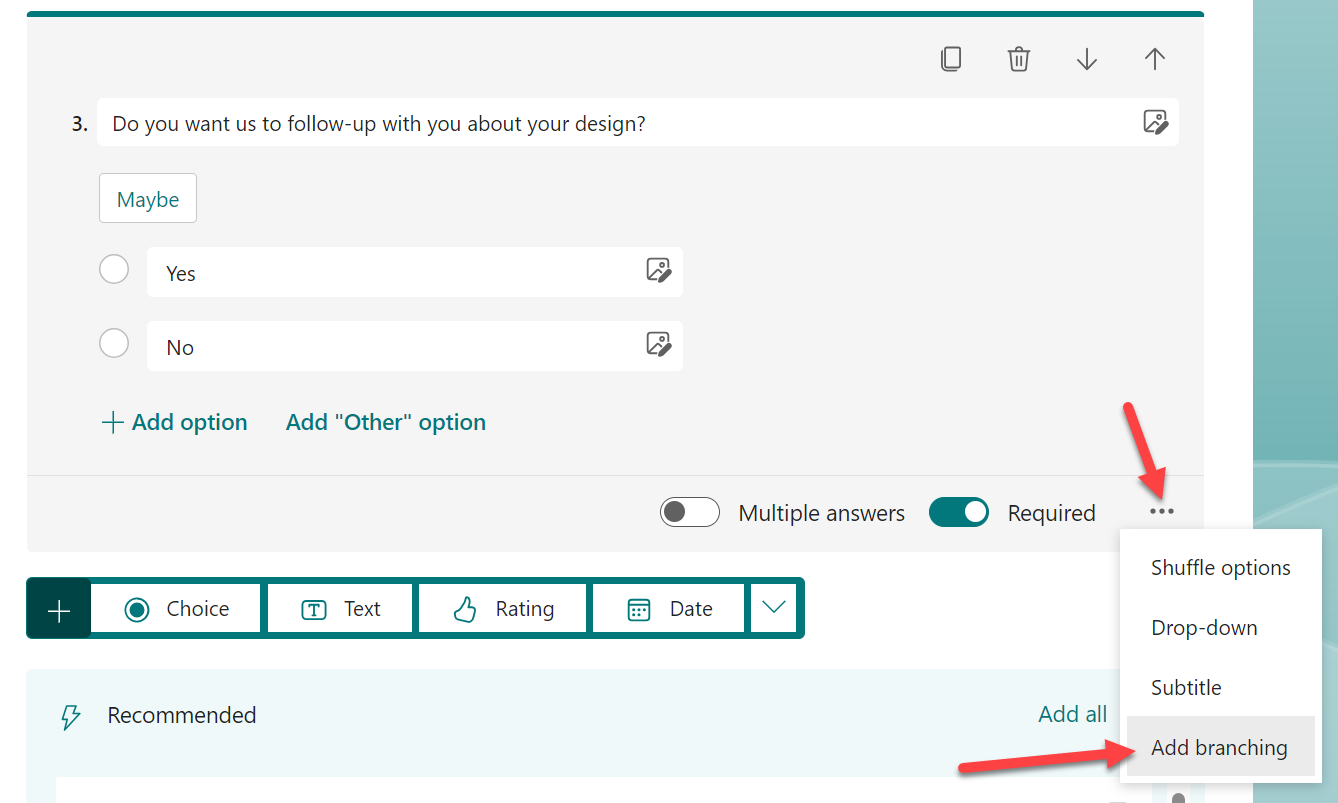 3. Do you want us to follow-up with you about your design?
Maybe
Yes
No
Add option Add "Other" option
Multiple answers Required
Shuffle options
Drop-down
Subtitle
Add branching
Choice T Text Rating Date
Recommended Add all